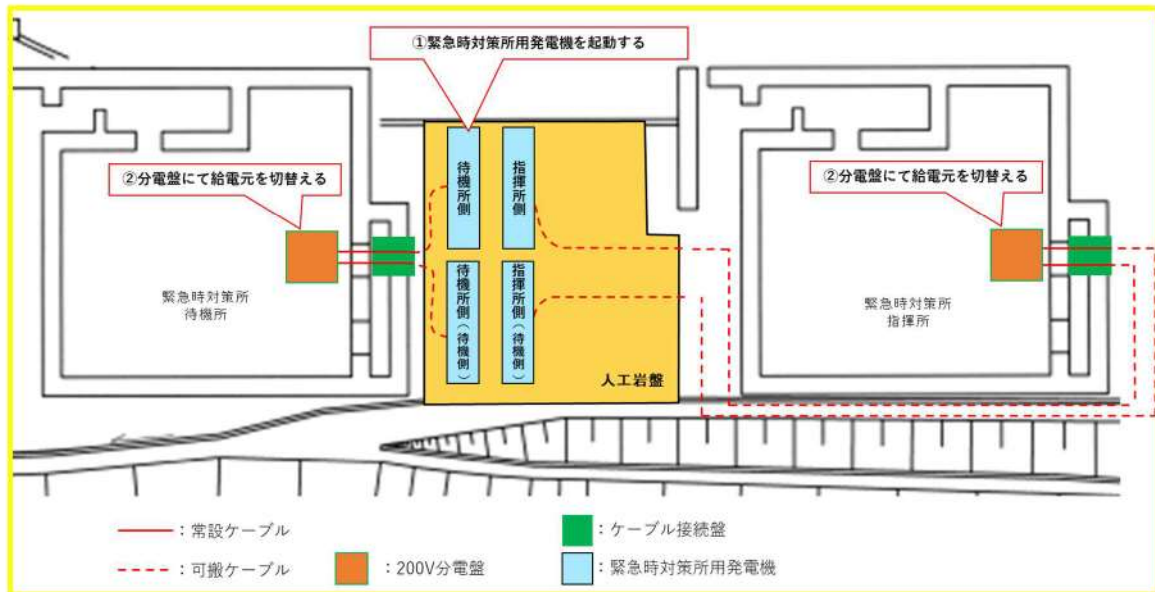 ①緊急時対策所用発電機を起動する
②分電盤にて給電元を切替える
②分電盤にて給電元を切替える
待機所側
指揮所側
待機所側(待機側)
指揮所側(待機側)
緊急時対策所
待機所
緊急時対策所
指揮所
人工岩盤
:常設ケーブル
:ケーブル接続盤
:可搬ケーブル
:200V分電盤
:緊急時対策所用発電機